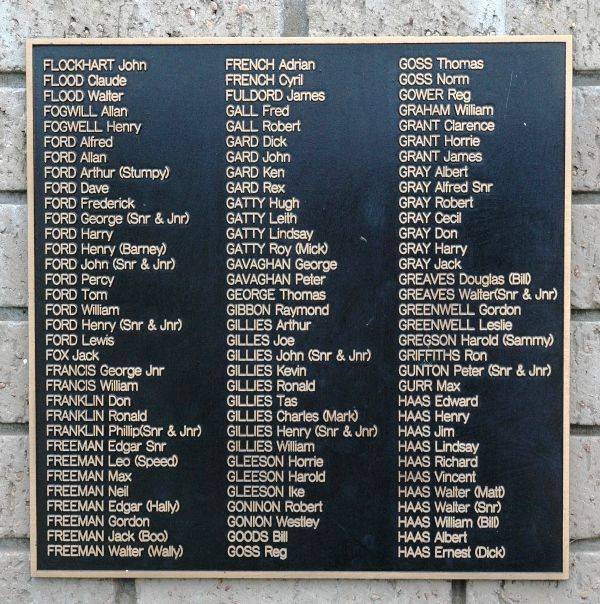 FLOCKHART John
FLOOD Claude
FLOOD Walter
FOGWILL Allan
FOGWELL Henry
FORD Alfred
FORD Allan
FORD Arthur (Stumpy)
FORD Dave
FORD Frederick
FORD George (Snr & Jnr)
FORD Harry
FORD Henry (Barney)
FORD John (Snr & Jnr)
FORD Percy
FORD Tom
FORD William
FORD Henry (Snr & Jnr)
FORD Lewis
FOX Jack
FRANCIS George Jnr
FRANCIS William
FRANKLIN Don
FRANKLIN Ronald
FRANKLIN Phillip(Snr & Jnr)
FREEMAN Edgar Snr
FREEMAN Leo (Speed)
FREEMAN Max
FREEMAN Neil
FREEMAN Edgar (Hally)
FREEMAN Gordon
FREEMAN Jack (Boo)
FREEMAN Walter (Wally)
FRENCH Adrian
FRENCH Cyril
FULDORD James
GALL Fred
GALL Robert
GARD Dick
GARD John
GARD Ken
GARD Rex
GATTY Hugh
GATTY Leith
GATTY Lindsay
GATTY Roy (Mick)
GAVAGHAN George
GAVAGHAN Peter
GEORGE Thomas
GIBBON Raymond
GILLIES Arthur
GILLES Joe
GILLIES John (Snr & Jnr)
GILLIES Kevin
GILLIES Ronald
GILLIES Tas
GILLIES Charles (Mark)
GILLIES Henry (Snr & Jnr)
GILLIES William
GLEESON Horrie
GLEESON Harold
GLEESON Ike
GONINON Robert
GONION Westley
GOODS Bill
GOSS Reg
GOSS Thomas
GOSS Norm
GOWER Reg
GRAHAM William
GRANT Clarence
GRANT Horrie
GRANT James
GRAY Albert
GRAY Alfred Snr
GRAY Robert
GRAY Cecil
GRAY Don
GRAY Harry
GRAY Jack
GREAVES Douglas (Bill)
GREAVES Walter(Snr & Jnr)
GREENWELL Gordon
GREENWELL Leslie
GREGSON Harold (Sammy)
GRIFFITHS Ron
GUNTON Peter (Snr & Jnr)
GURR Max
HAAS Edward
HAAS Henry
HAAS Jim
HAAS Lindsay
HAAS Richard
HAAS Vincent
HAAS Walter (Matt)
HAAS Walter (Snr)
HAAS William (Bill)
HAAS Albert
HAAS Ernest (Dick)